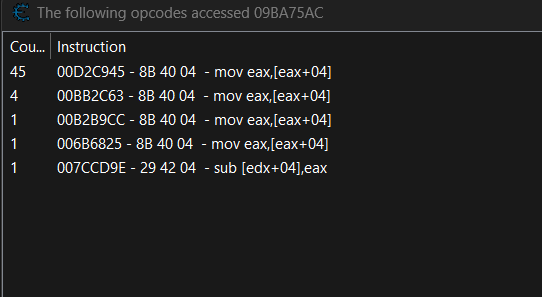 The following opcodes accessed 09BA75AC
Cou... Instruction
45 00D2C945 - 8B 40 04 - mov eax,[eax+04]
4 00BB2C63 - 8B 40 04 - mov eax,[eax+04]
1 00B2B9CC - 8B 40 04 - mov eax,[eax+04]
1 006B6825 - 8B 40 04 - mov eax,[eax+04]
1 007CCD9E - 29 42 04 - sub [edx+04],eax